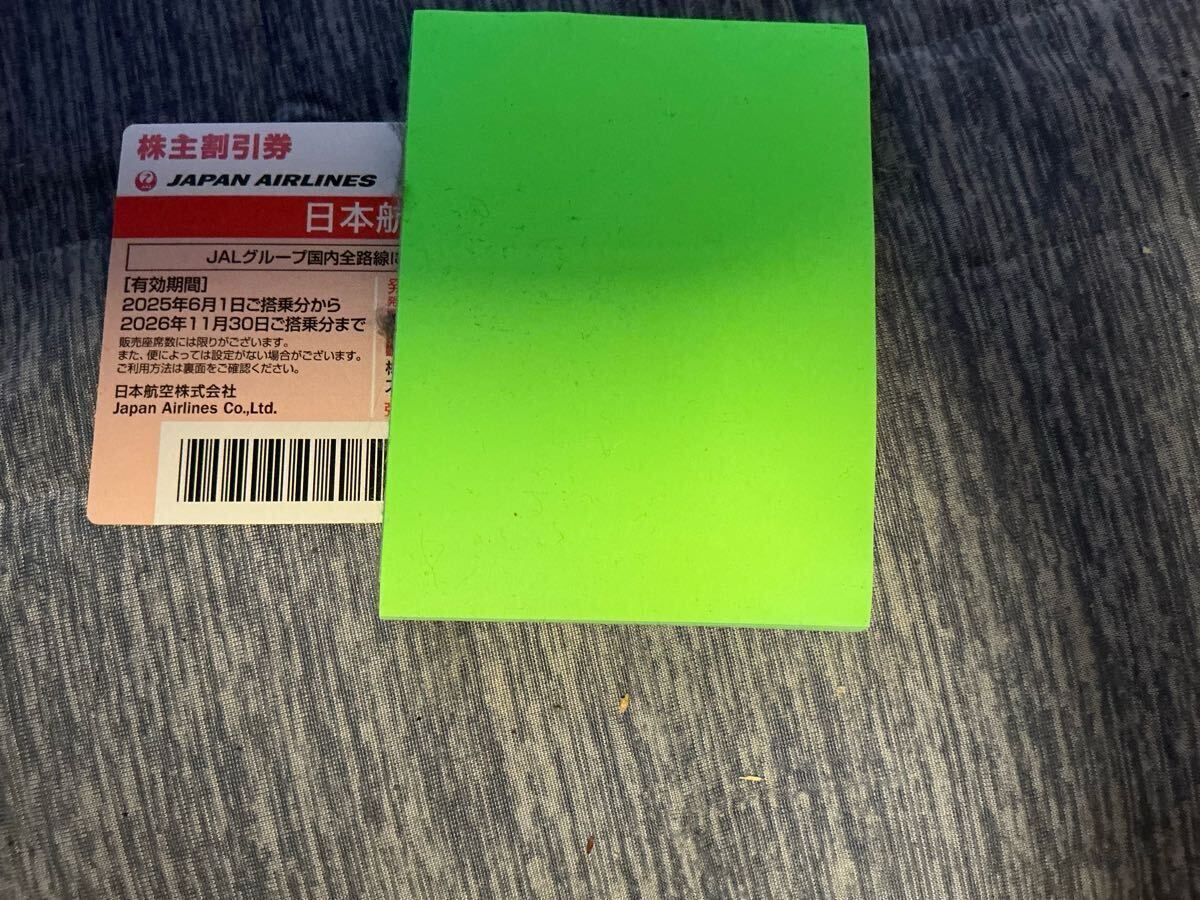 株主割引券
JAPAN AIRLINES
日本航
JALグループ国内全路線に
[有効期間]
2025年6月1日ご搭乗分から
2026年11月30日ご搭乗分まで
販売座席数には限りがございます。
また、便によっては設定がない場合がございます。
ご利用方法は裏面をご確認ください。
日本航空株式会社
Japan Airlines Co.,Ltd.